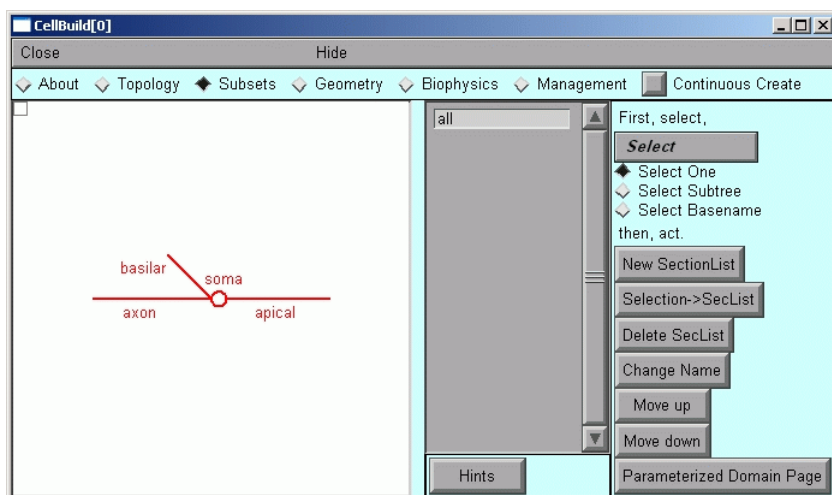 CellBuild[0]
Close Hide
About Topology Subsets Geometry Biophysics Management Continuous Create
basilar
soma
axon apical
all
Hints
First, select,
Select
Select One
Select Subtree
Select Basename
then, act.
New SectionList
Selection->SecList
Delete SecList
Change Name
Move up
Move down
Parameterized Domain Page